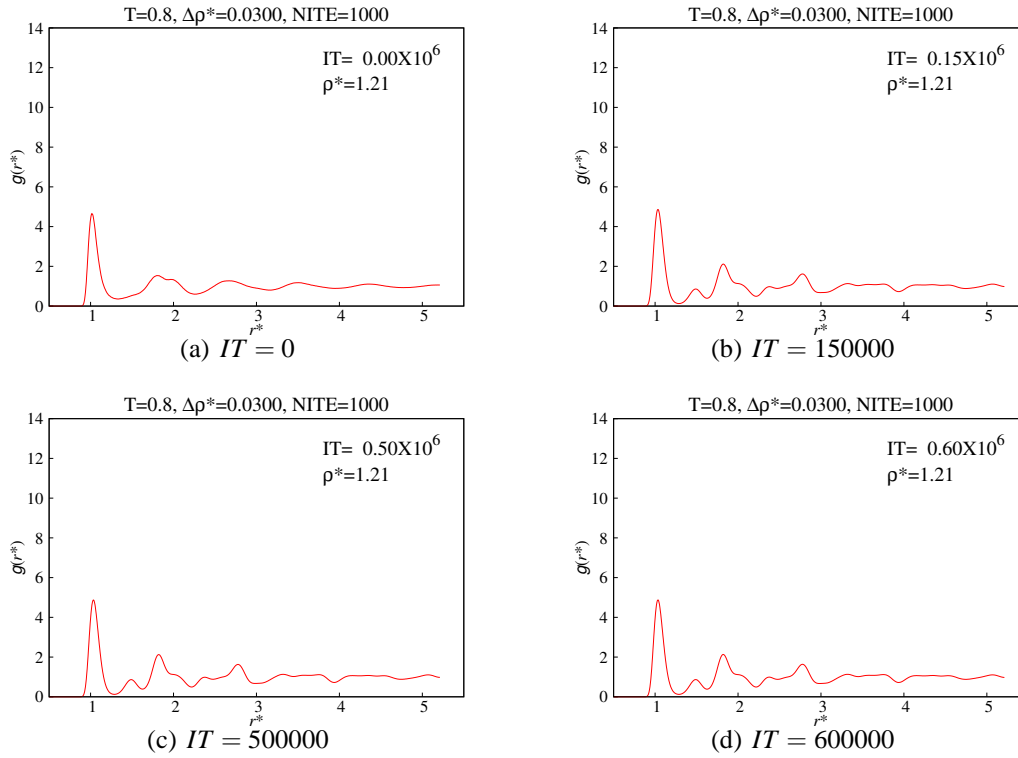 T=0.8, Δρ*=0.0300, NITE=1000
14
12
10
8
6
4
2
0
g(r*)
IT= 0.00X10^6
ρ*=1.21
1 2 3 4 5
r*
(a) IT = 0
T=0.8, Δρ*=0.0300, NITE=1000
14
12
10
8
6
4
2
0
g(r*)
IT= 0.15X10^6
ρ*=1.21
1 2 3 4 5
r*
(b) IT = 150000
T=0.8, Δρ*=0.0300, NITE=1000
14
12
10
8
6
4
2
0
g(r*)
IT= 0.50X10^6
ρ*=1.21
1 2 3 4 5
r*
(c) IT = 500000
T=0.8, Δρ*=0.0300, NITE=1000
14
12
10
8
6
4
2
0
g(r*)
IT= 0.60X10^6
ρ*=1.21
1 2 3 4 5
r*
(d) IT = 600000